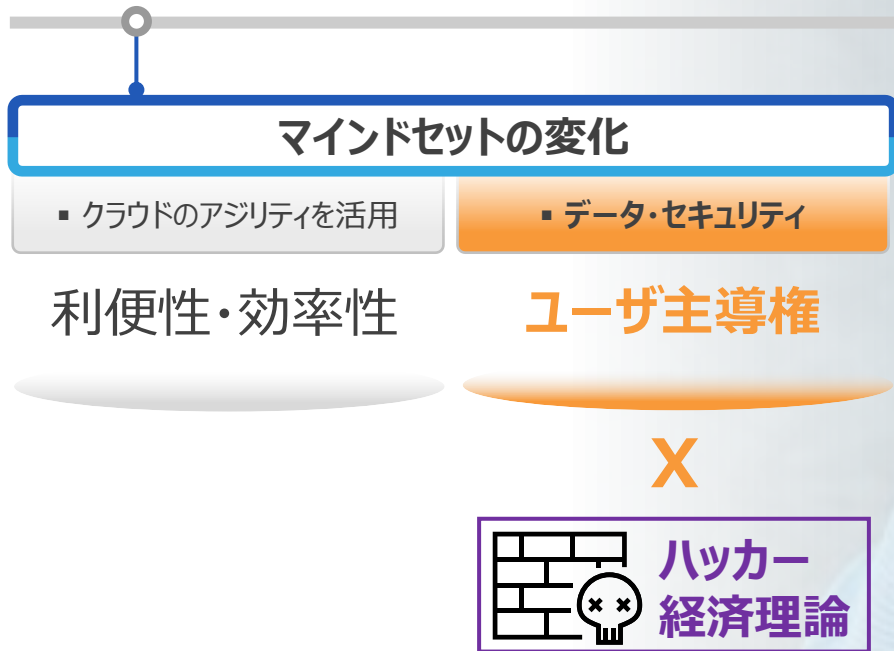 マインドセットの変化
▪ クラウドのアジリティを活用
▪ データ・セキュリティ
利便性・効率性
ユーザ主導権
X
ハッカー
経済理論